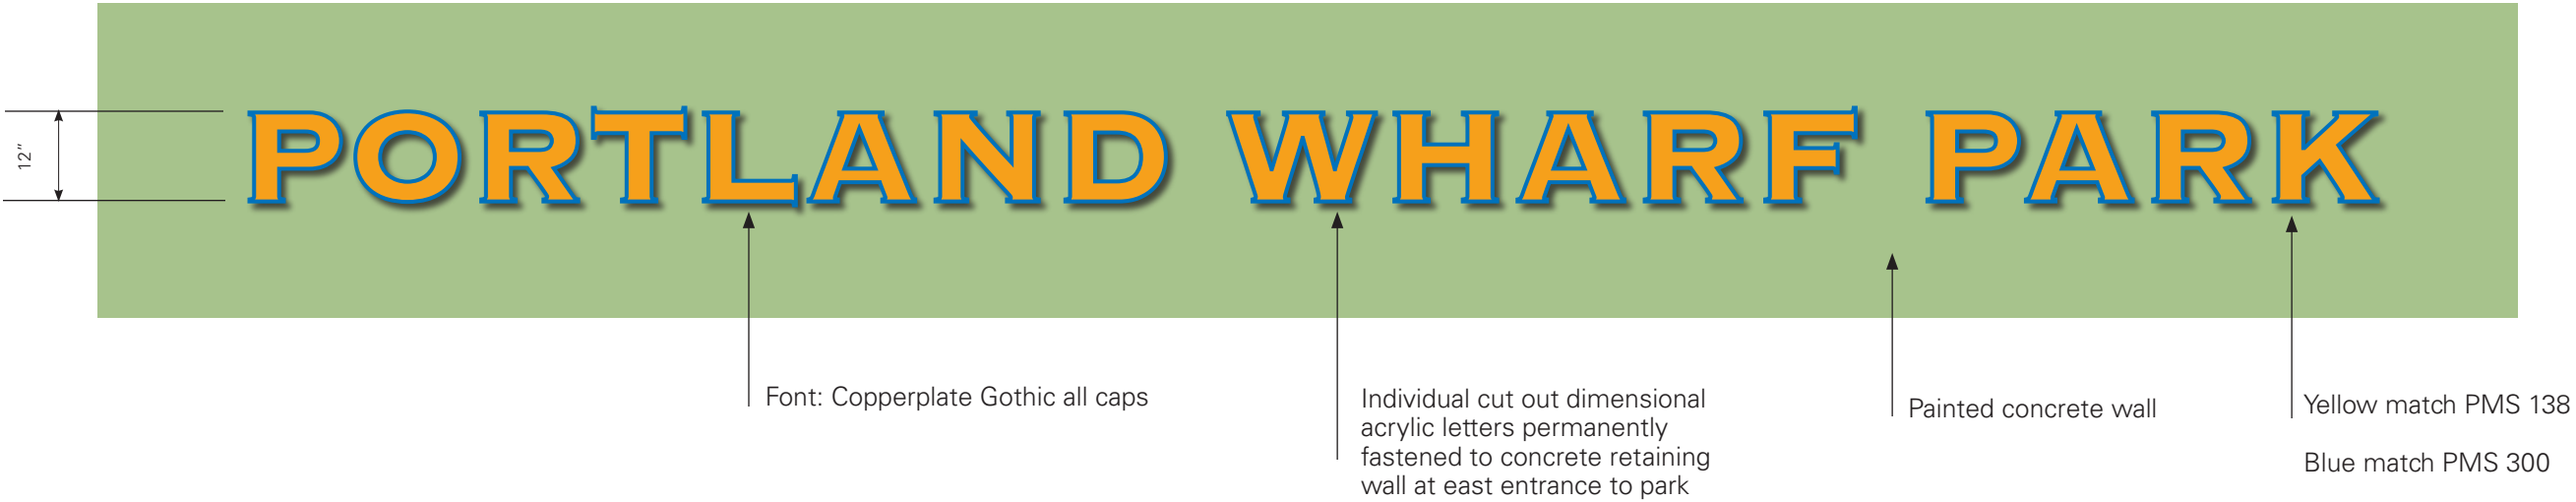 PORTLAND WHARF PARK
12”
Font: Copperplate Gothic all caps
Individual cut out dimensional
acrylic letters permanently
fastened to concrete retaining
wall at east entrance to park
Painted concrete wall
Yellow match PMS 138
Blue match PMS 300